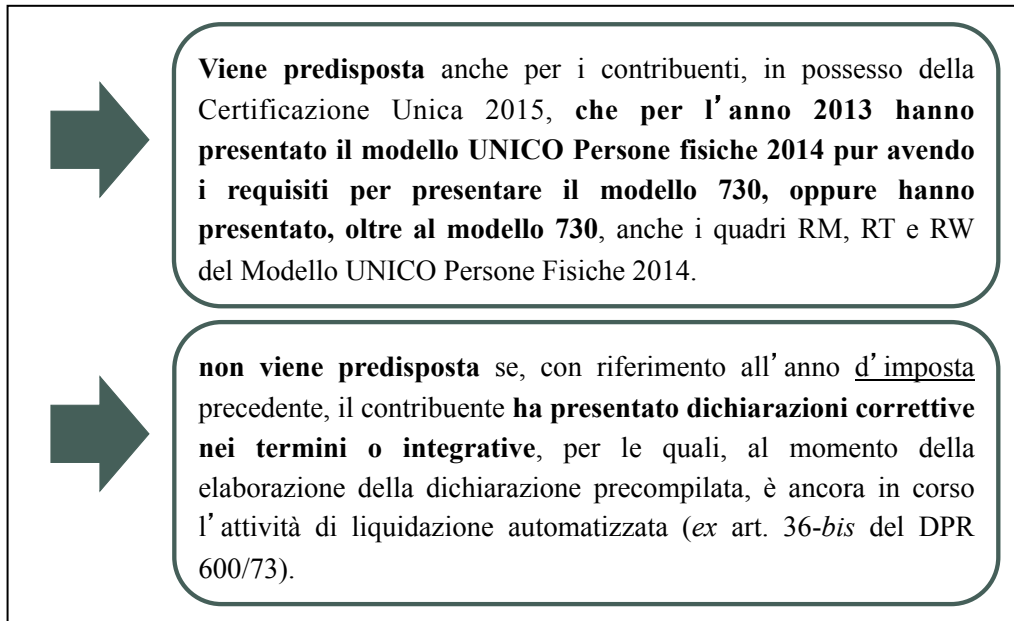 Viene predisposta anche per i contribuenti, in possesso della
Certificazione Unica 2015, che per l’anno 2013 hanno
presentato il modello UNICO Persone fisiche 2014 pur avendo
i requisiti per presentare il modello 730, oppure hanno
presentato, oltre al modello 730, anche i quadri RM, RT e RW
del Modello UNICO Persone Fisiche 2014.
non viene predisposta se, con riferimento all’anno d’imposta
precedente, il contribuente ha presentato dichiarazioni correttive
nei termini o integrative, per le quali, al momento della
elaborazione della dichiarazione precompilata, è ancora in corso
l’attività di liquidazione automatizzata (ex art. 36-bis del DPR
600/73).